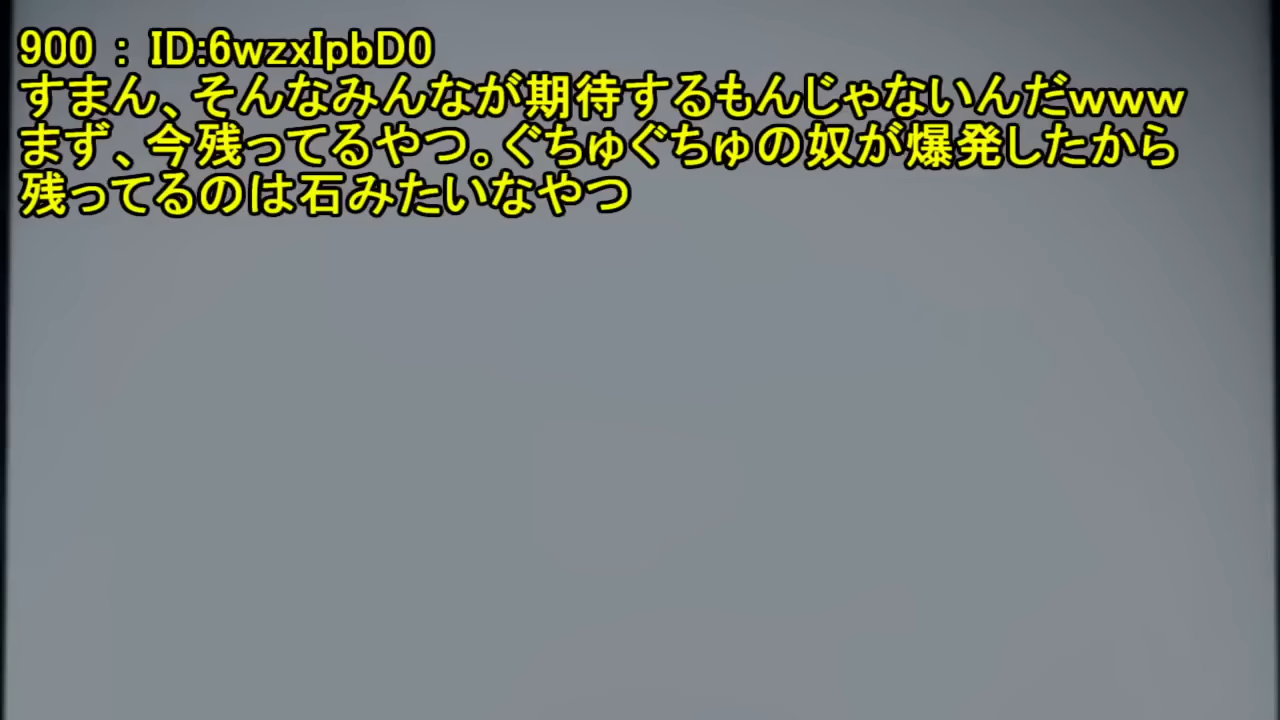 900 : ID:6wzxIpbD0
すまん、そんなみんなが期待するもんじゃないんだwww
まず、今残ってるやつ。ぐちゅぐちゅの奴が爆発したから
残ってるのは石みたいなやつ